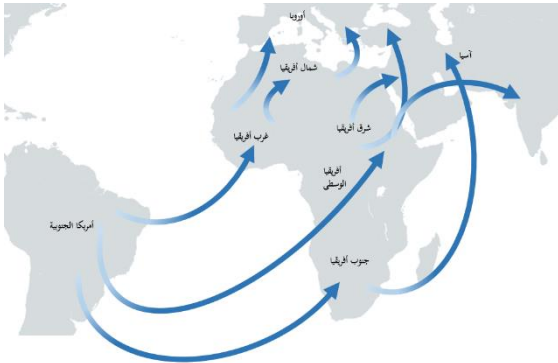 أوروبا
آسيا
شمال أفريقيا
غرب أفريقيا
شرق أفريقيا
أفريقيا
الوسطى
أمريكا الجنوبية
جنوب أفريقيا